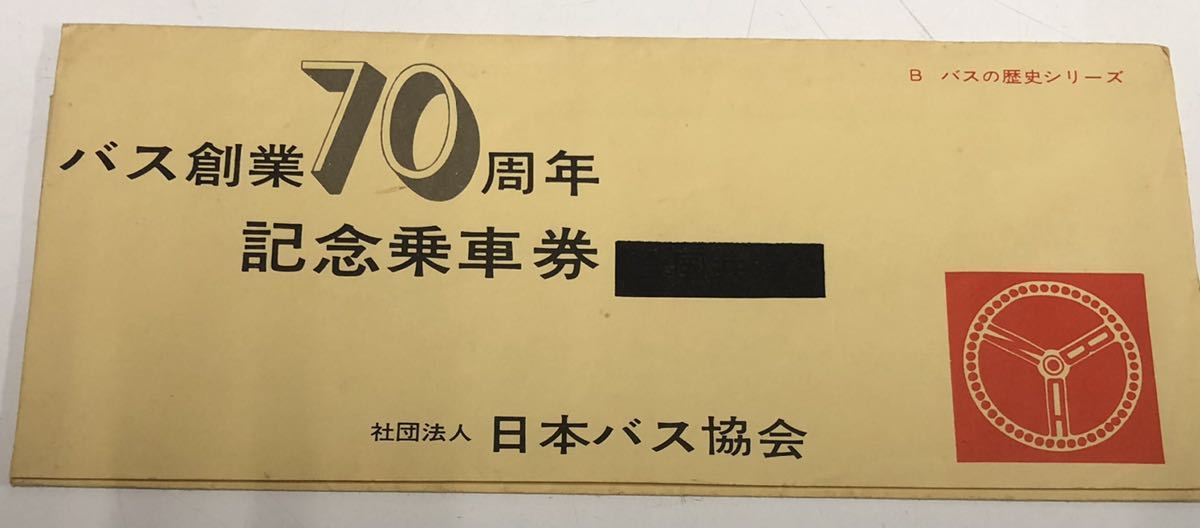 B バスの歴史シリーズ
バス創業70周年
記念乗車券
社団法人 日本バス協会